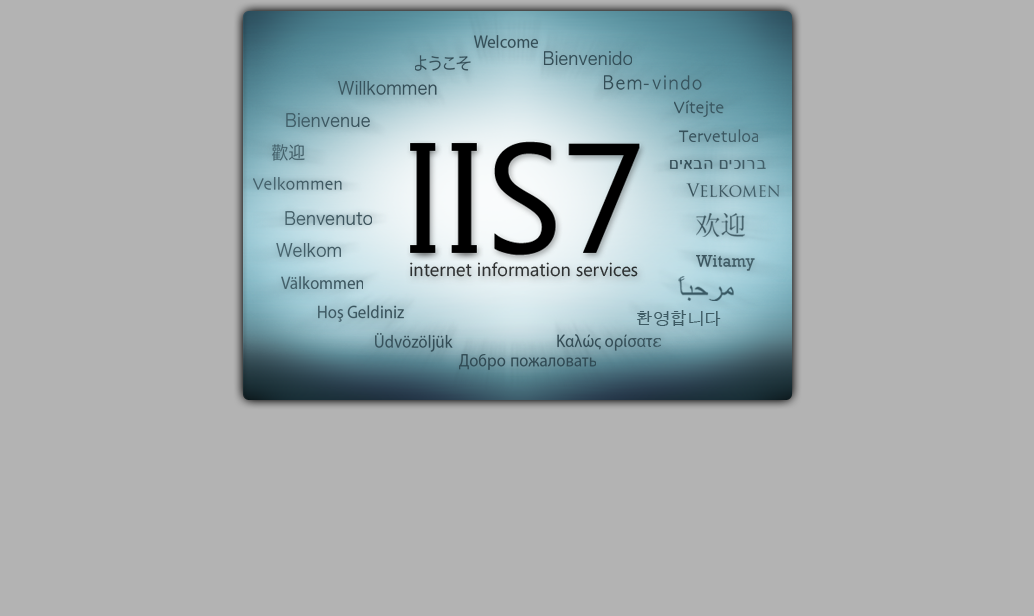 Welcome
ようこそ
Bienvenido
Willkommen
Bem-vindo
Vítejte
Bienvenue
Tervetuloa
歡迎
ברוכים הבאים
Velkommen
VELKOMEN
IIS7
internet information services
Benvenuto
欢迎
Welkom
Witamy
Välkommen
مرحباً
Hoş Geldiniz
환영합니다
Üdvözöljük
Καλώς ορίσατε
Добро пожаловать